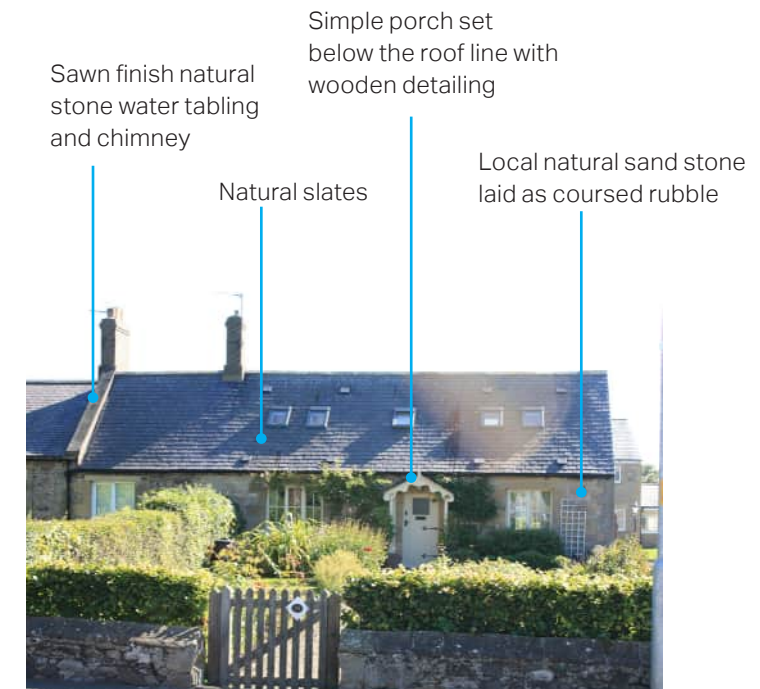 Simple porch set
below the roof line with
wooden detailing
Sawn finish natural
stone water tabling
and chimney
Natural slates
Local natural sand stone
laid as coursed rubble